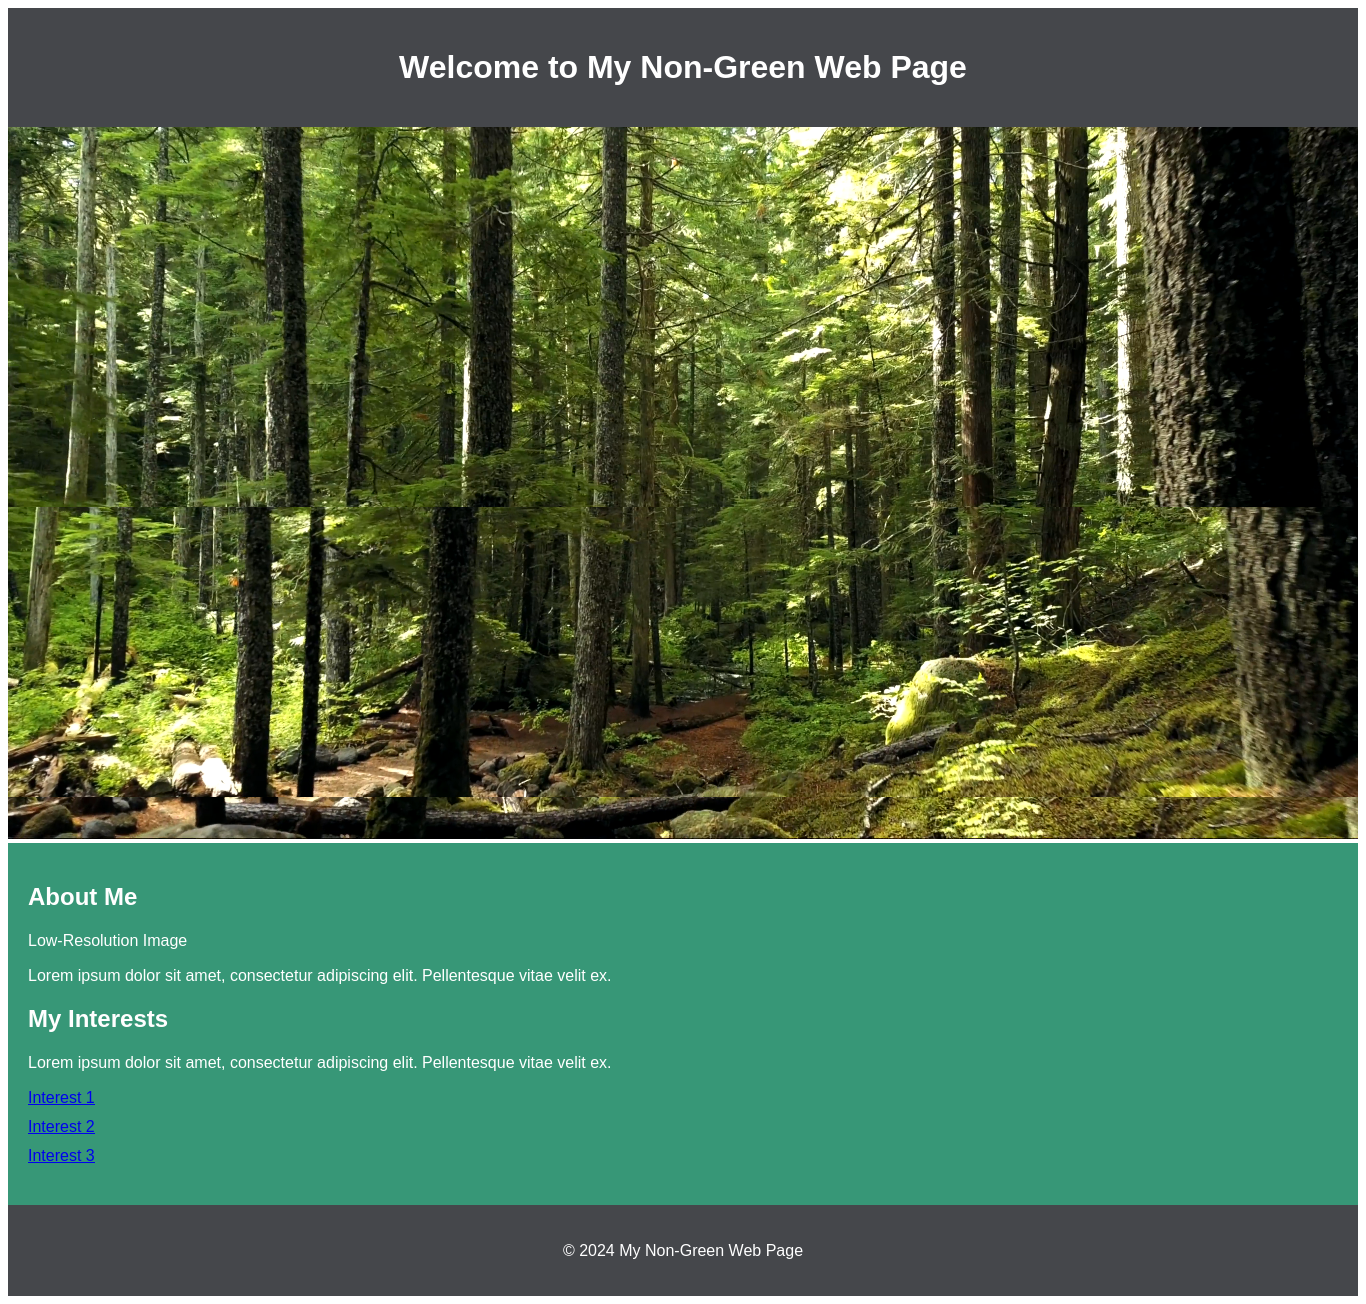 Welcome to My Non-Green Web Page
About Me
Low-Resolution Image
Lorem ipsum dolor sit amet, consectetur adipiscing elit. Pellentesque vitae velit ex.
My Interests
Lorem ipsum dolor sit amet, consectetur adipiscing elit. Pellentesque vitae velit ex.
Interest 1
Interest 2
Interest 3
© 2024 My Non-Green Web Page